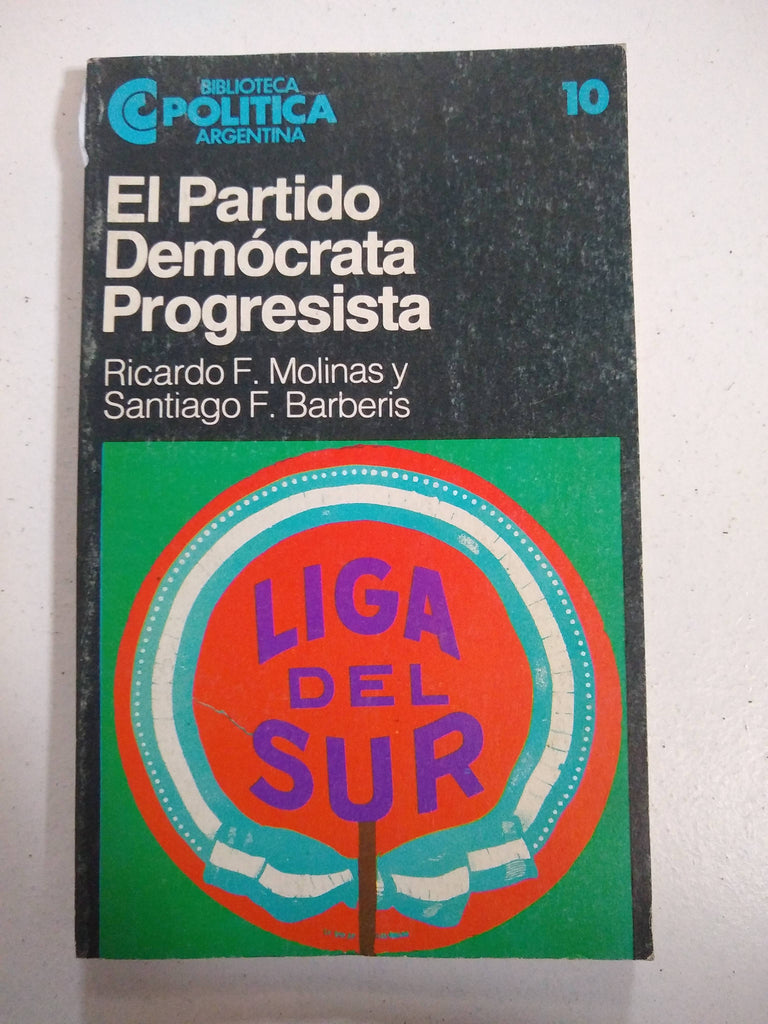 BIBLIOTECA
POLITICA
ARGENTINA
10
El Partido
Demócrata
Progresista
Ricardo F. Molinas y
Santiago F. Barberis
LIGA
DEL
SUR